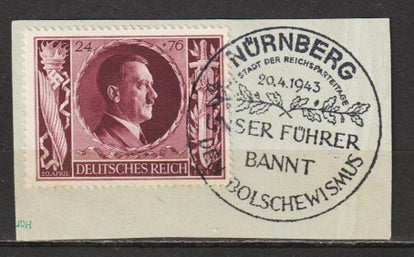 24 +76
20.APRIL
DEUTSCHES REICH
NÜRNBERG
STADT DER REICHSPARTEITAGE
20.4.1943
SER FÜHRER
BANNT
BOLSCHEWISMUS